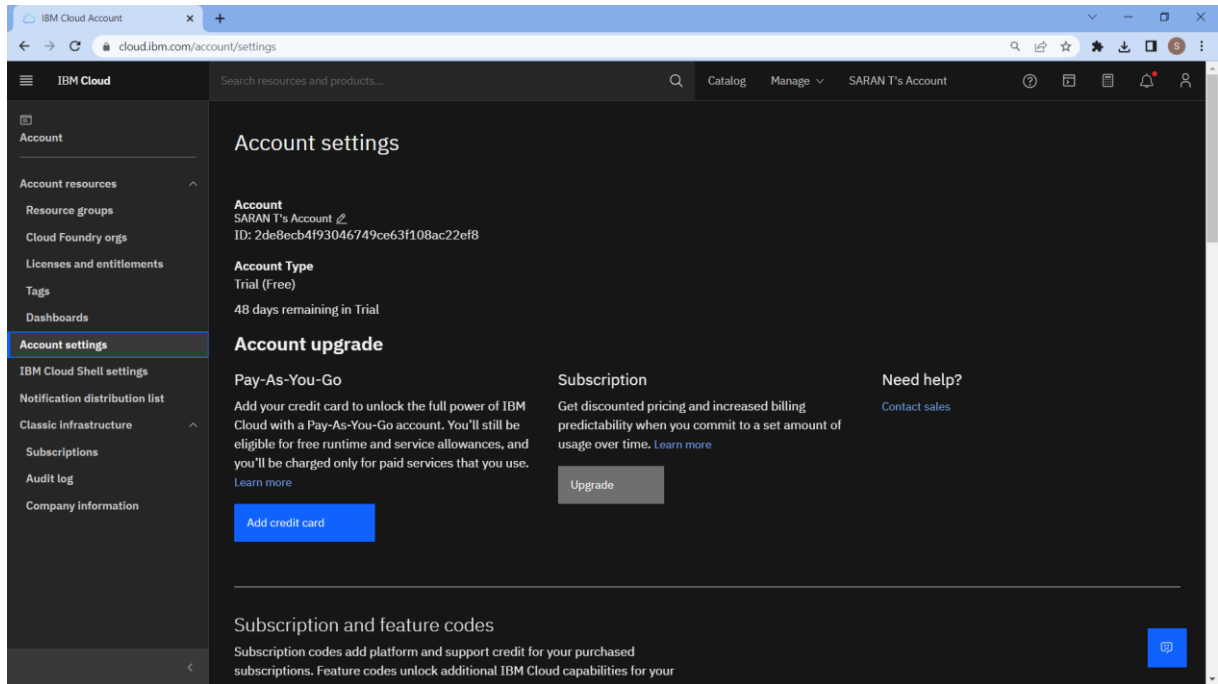 IBM Cloud Account
cloud.ibm.com/account/settings
S
IBM Cloud
Search resources and products...
Catalog
Manage
SARAN T's Account
Account
Account resources
Resource groups
Cloud Foundry orgs
Licenses and entitlements
Tags
Dashboards
Account settings
IBM Cloud Shell settings
Notification distribution list
Classic infrastructure
Subscriptions
Audit log
Company information
Account settings
Account
SARAN T's Account
ID: 2de8ecb4f93046749ce63f108ac22ef8
Account Type
Trial (Free)
48 days remaining in Trial
Account upgrade
Pay-As-You-Go
Add your credit card to unlock the full power of IBM
Cloud with a Pay-As-You-Go account. You'll still be
eligible for free runtime and service allowances, and
you'll be charged only for paid services that you use.
Learn more
Add credit card
Subscription
Get discounted pricing and increased billing
predictability when you commit to a set amount of
usage over time. Learn more
Upgrade
Need help?
Contact sales
Subscription and feature codes
Subscription codes add platform and support credit for your purchased
subscriptions. Feature codes unlock additional IBM Cloud capabilities for your